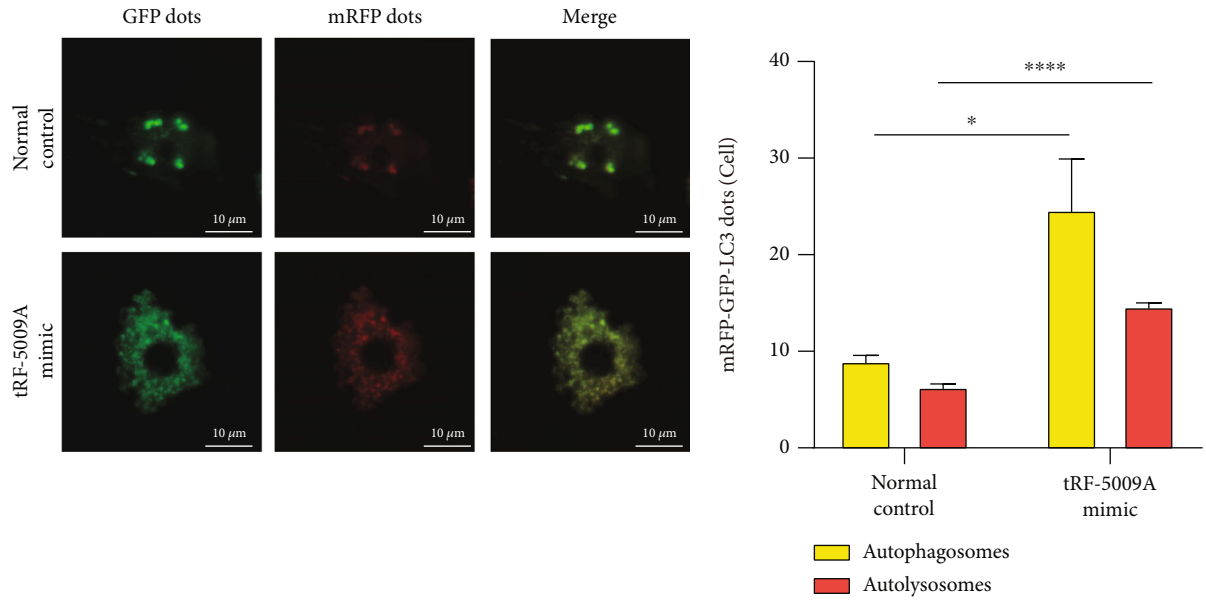 GFP dots
mRFP dots
Merge
Normal
control
10 μm
10 μm
10 μm
tRF-5009A
mimic
10 μm
10 μm
10 μm
mRFP-GFP-LC3 dots (Cell)
40
30
20
10
0
****
*
Normal
control
tRF-5009A
mimic
Autophagosomes
Autolysosomes